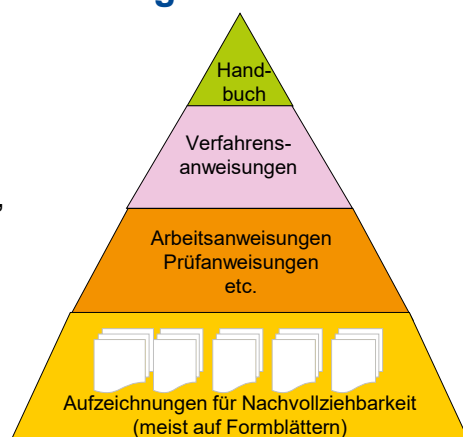 g
Hand-
buch
Verfahrens-
anweisungen
,
Arbeitsanweisungen
Prüfanweisungen
etc.
Aufzeichnungen für Nachvollziehbarkeit
(meist auf Formblättern)